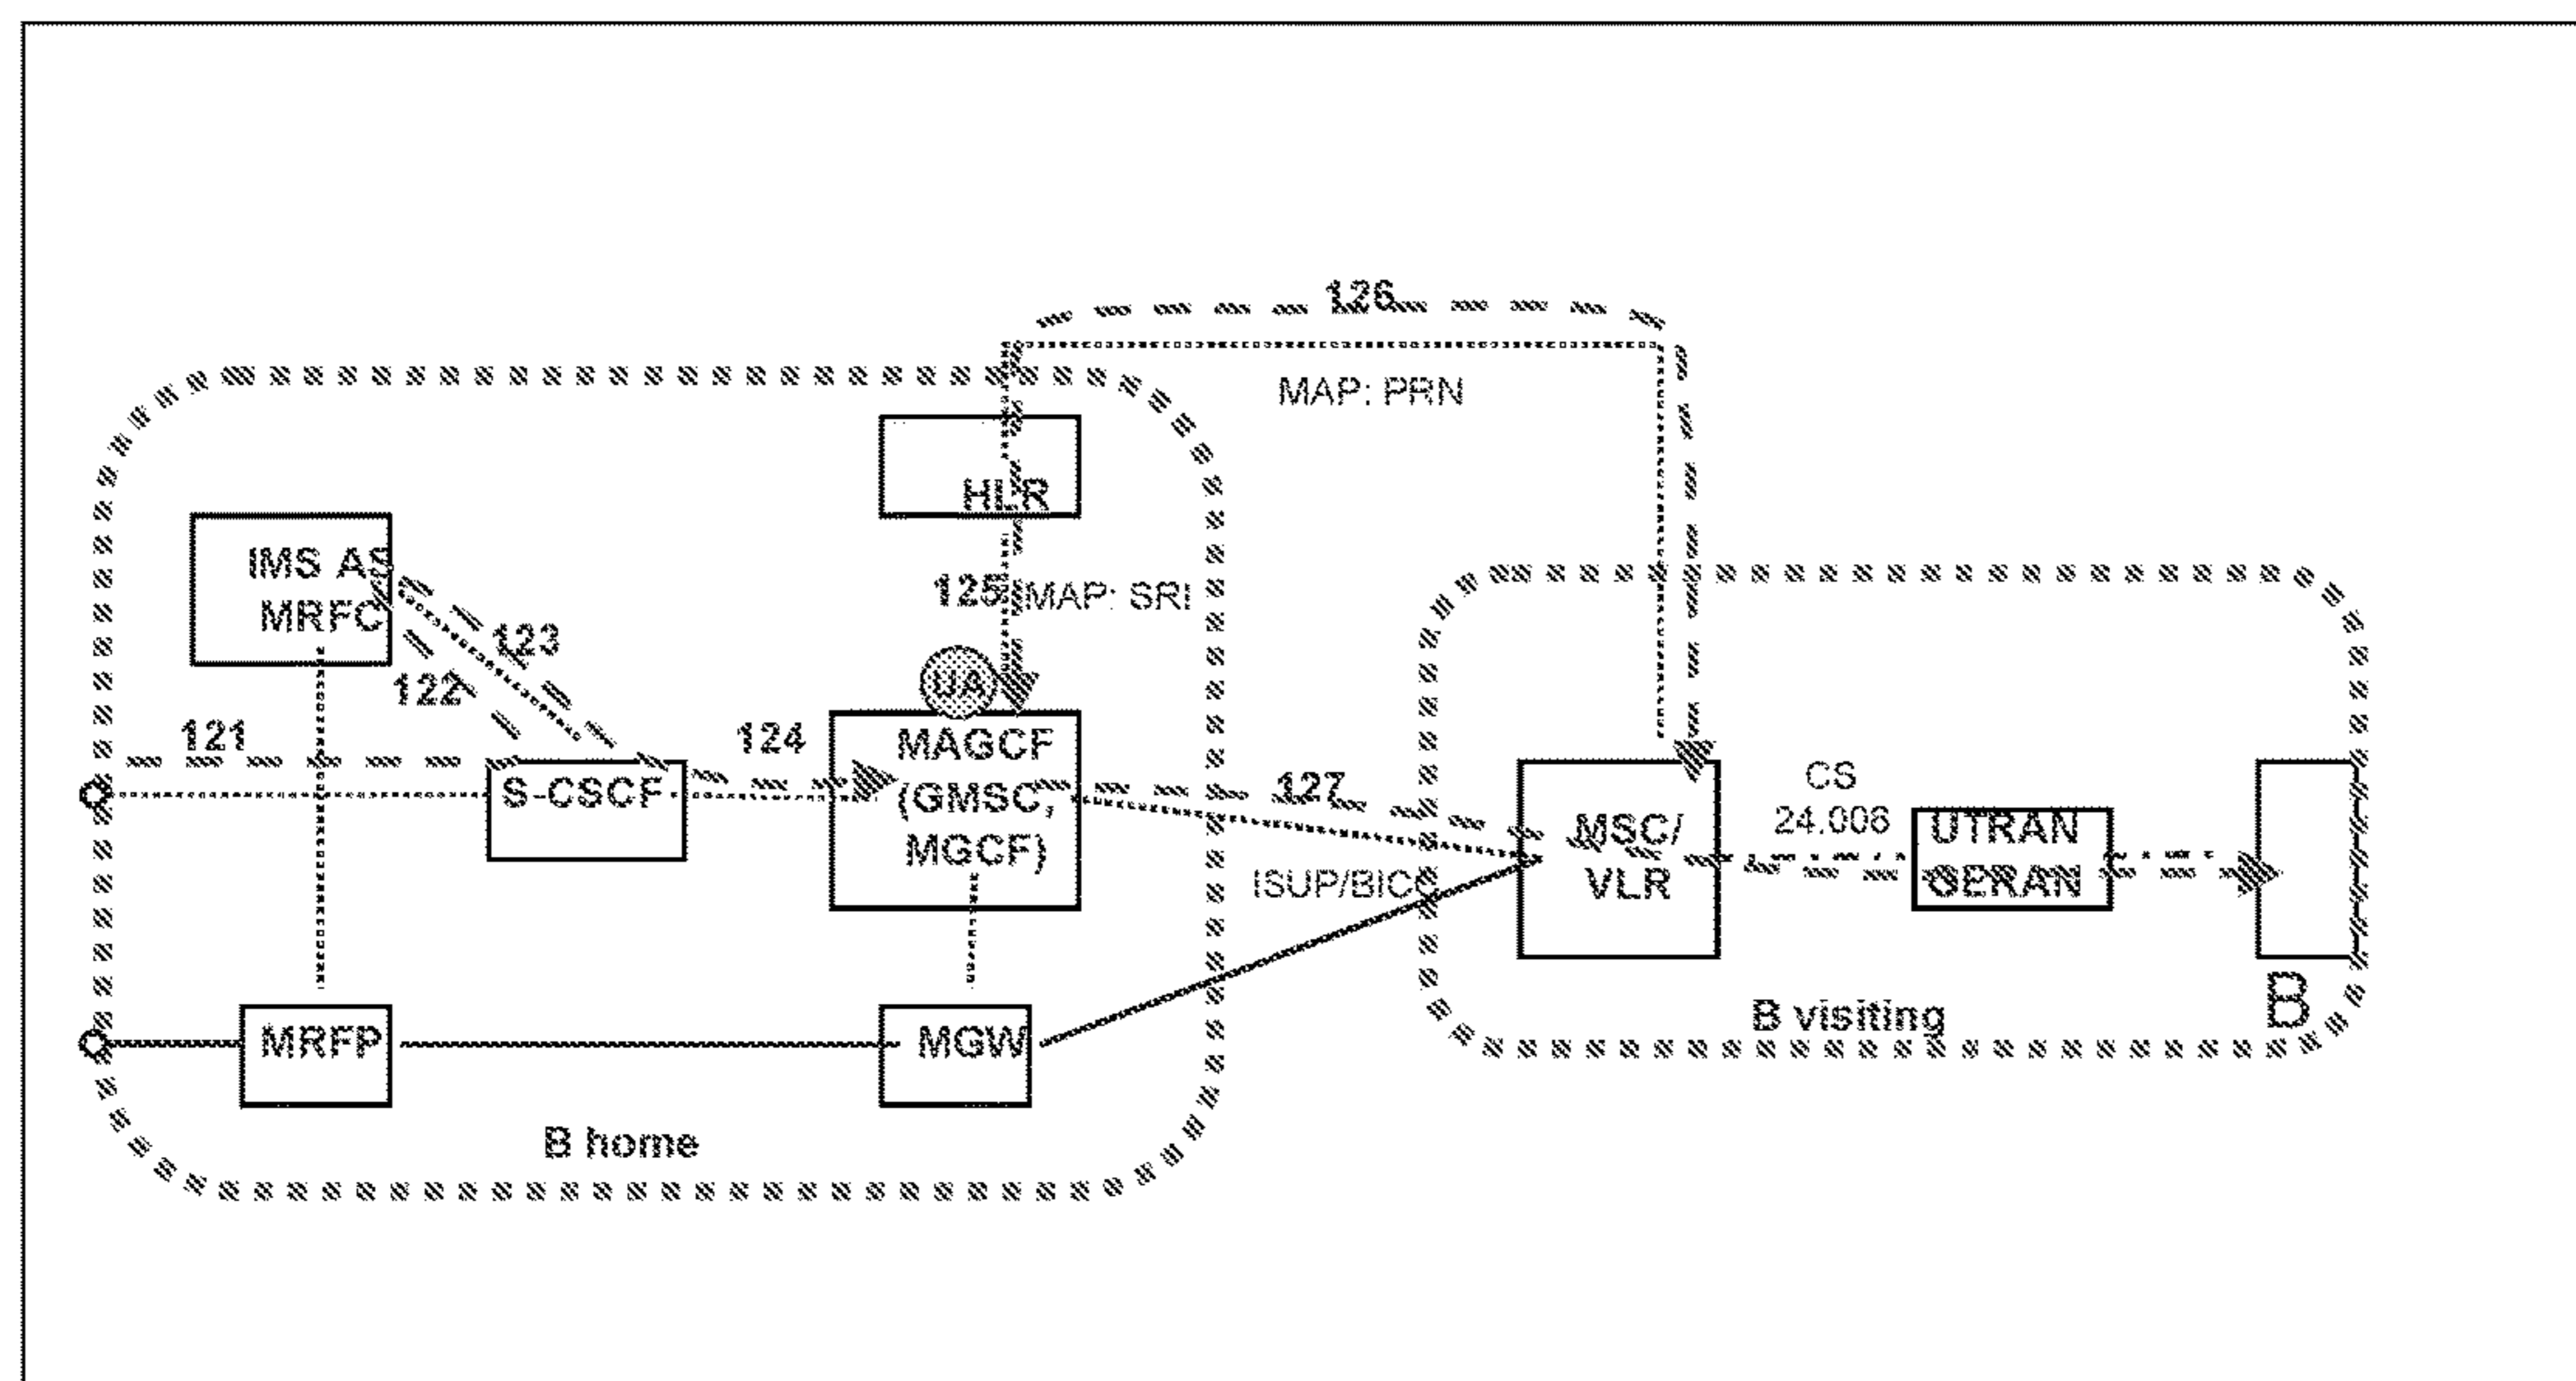 126
MAP: PRN
HLR
IMS AS
MRFC
125
MAP: SRI
123
122
UA
121
124
MAGCF
(GMSC,
MGCF)
S-CSCF
127
ISUP/BICC
MSC/
VLR
CS
24.008
UTRAN
GERAN
B
B visiting
MRFP
MGW
B home